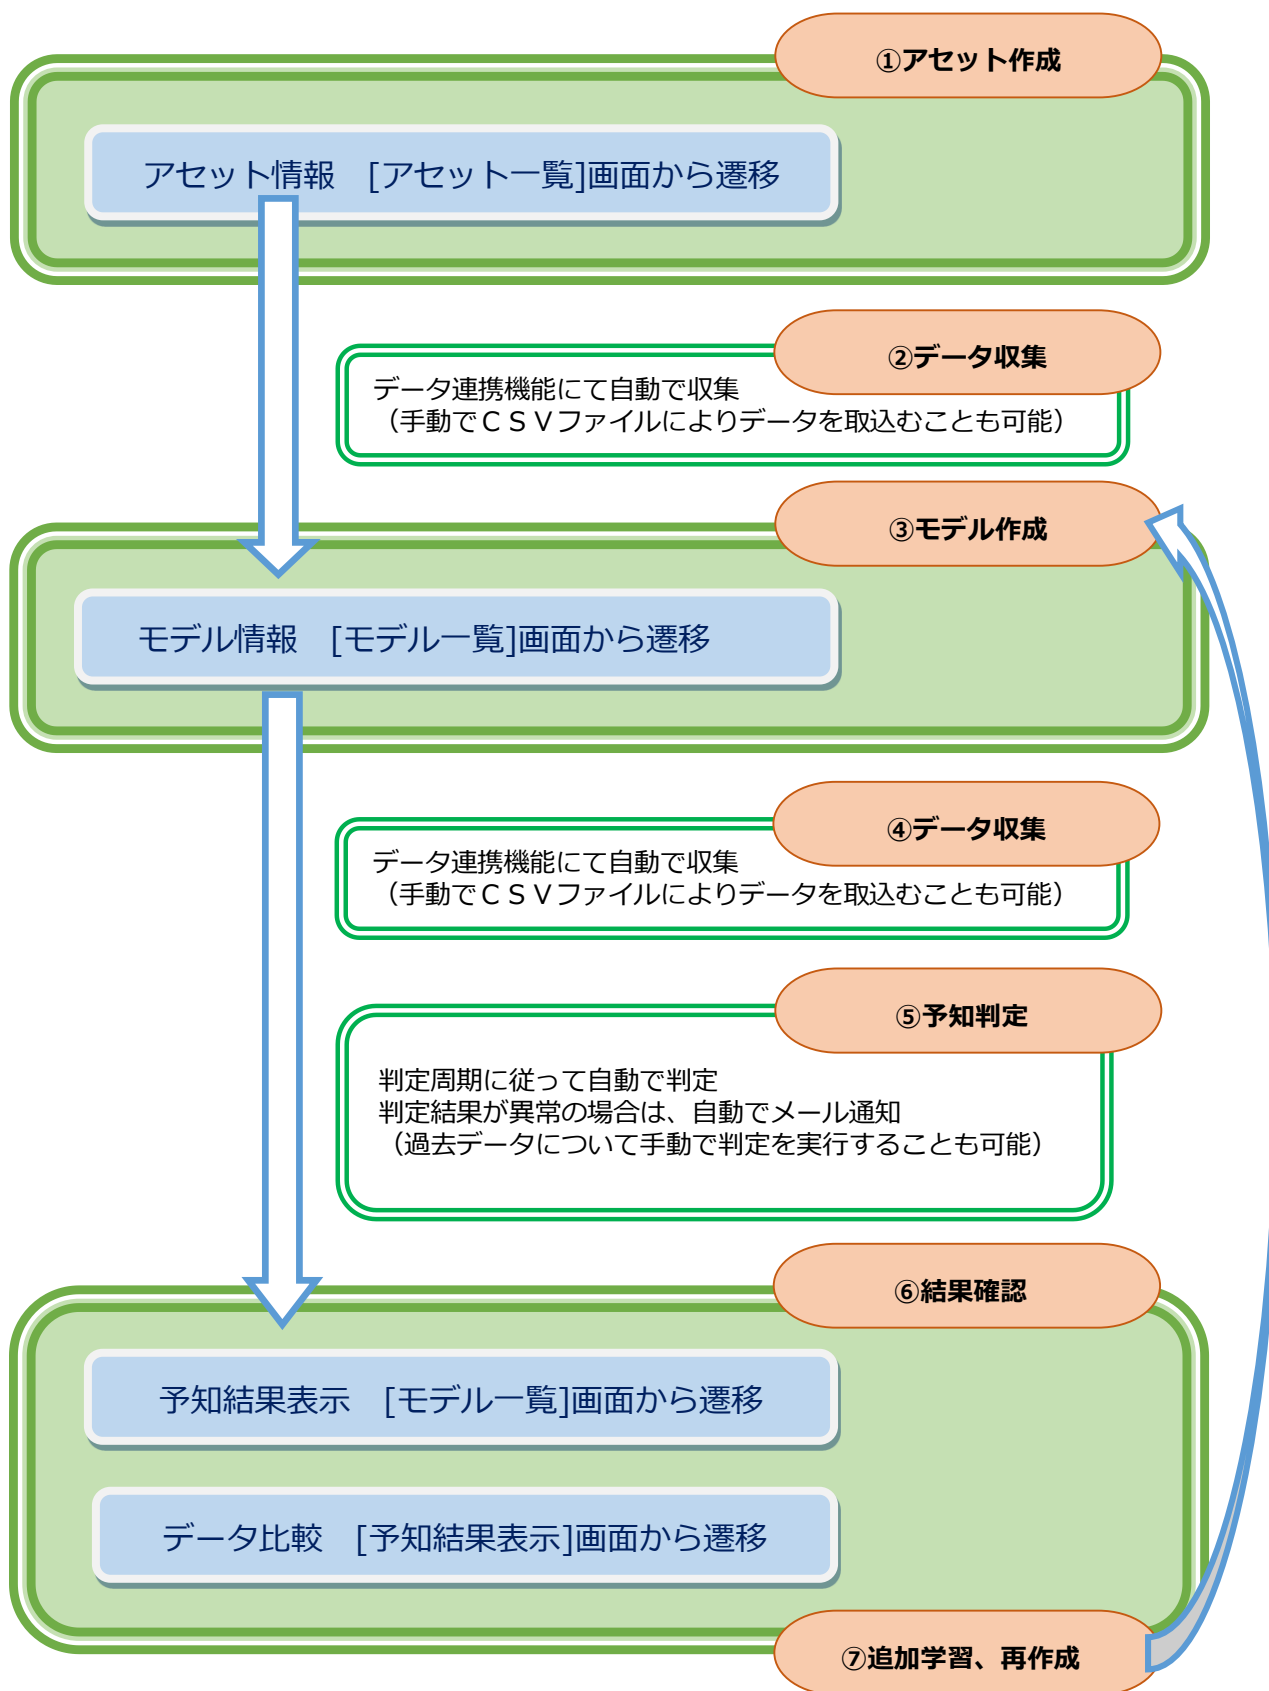 ①アセット作成
アセット情報　[アセット一覧]画面から遷移
②データ収集
データ連携機能にて自動で収集
（手動でＣＳＶファイルによりデータを取込むことも可能）
③モデル作成
モデル情報　[モデル一覧]画面から遷移
④データ収集
データ連携機能にて自動で収集
（手動でＣＳＶファイルによりデータを取込むことも可能）
⑤予知判定
判定周期に従って自動で判定
判定結果が異常の場合は、自動でメール通知
（過去データについて手動で判定を実行することも可能）
⑥結果確認
予知結果表示　[モデル一覧]画面から遷移
データ比較　[予知結果表示]画面から遷移
⑦追加学習、再作成